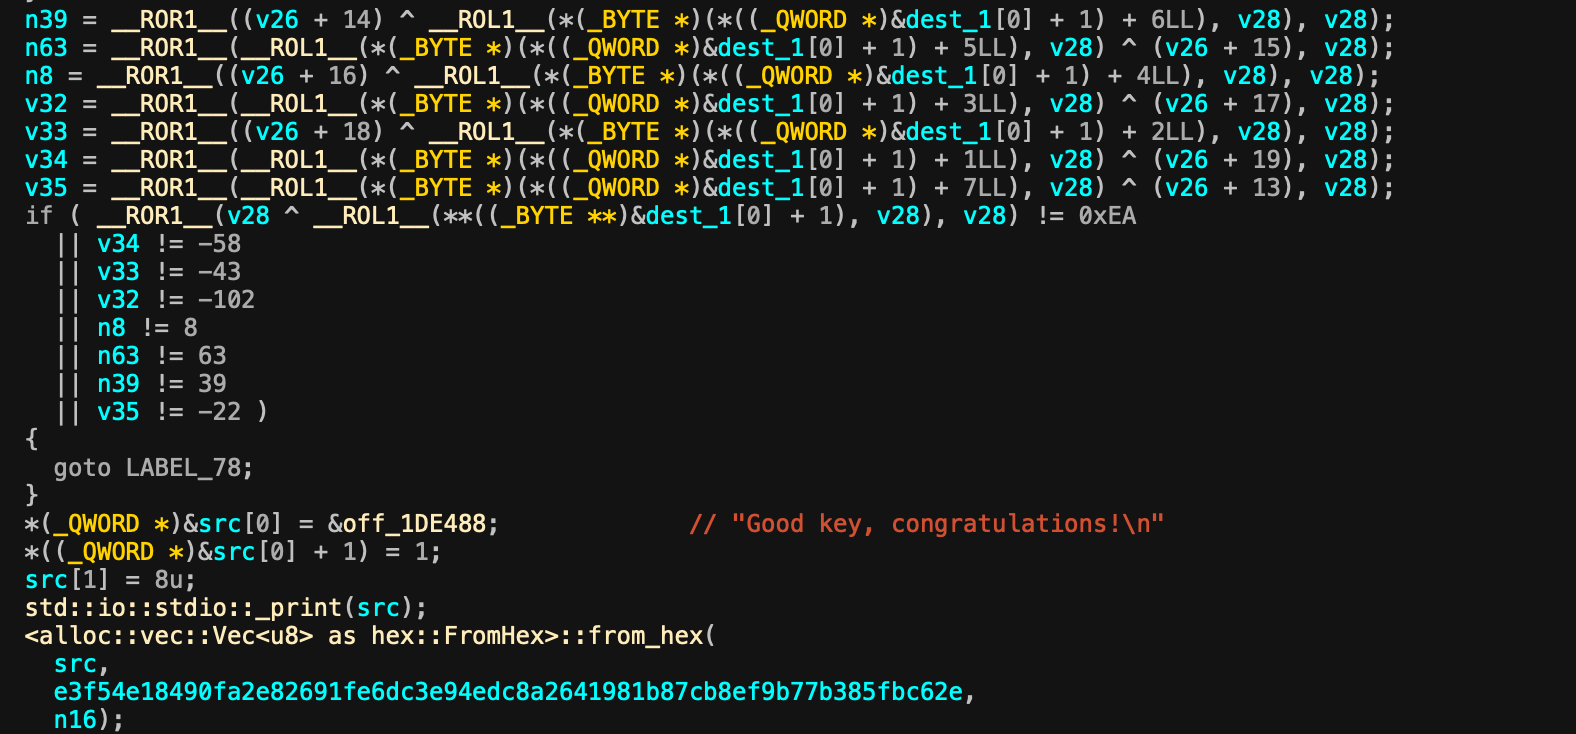 n39 = __ROR1__((v26 + 14) ^ __ROL1__(*(_BYTE *)(*((_QWORD *)&dest_1[0] + 1) + 6LL), v28), v28);
n63 = __ROR1__(__ROL1__(*(_BYTE *)(*((_QWORD *)&dest_1[0] + 1) + 5LL), v28) ^ (v26 + 15), v28);
n8 = __ROR1__((v26 + 16) ^ __ROL1__(*(_BYTE *)(*((_QWORD *)&dest_1[0] + 1) + 4LL), v28), v28);
v32 = __ROR1__(__ROL1__(*(_BYTE *)(*((_QWORD *)&dest_1[0] + 1) + 3LL), v28) ^ (v26 + 17), v28);
v33 = __ROR1__((v26 + 18) ^ __ROL1__(*(_BYTE *)(*((_QWORD *)&dest_1[0] + 1) + 2LL), v28), v28);
v34 = __ROR1__(__ROL1__(*(_BYTE *)(*((_QWORD *)&dest_1[0] + 1) + 1LL), v28) ^ (v26 + 19), v28);
v35 = __ROR1__(__ROL1__(*(_BYTE *)(*((_QWORD *)&dest_1[0] + 1) + 7LL), v28) ^ (v26 + 13), v28);
if ( __ROR1__(v28 ^ __ROL1__(**((_BYTE **)&dest_1[0] + 1), v28), v28) != 0xEA
|| v34 != -58
|| v33 != -43
|| v32 != -102
|| n8 != 8
|| n63 != 63
|| n39 != 39
|| v35 != -22 )
{
goto LABEL_78;
}
*(_QWORD *)&src[0] = &off_1DE488; // "Good key, congratulations!\n"
*((_QWORD *)&src[0] + 1) = 1;
src[1] = 8u;
std::io::stdio::_print(src);
<alloc::vec::Vec<u8> as hex::FromHex>::from_hex(
src,
e3f54e18490fa2e82691fe6dc3e94edc8a2641981b87cb8ef9b77b385fbc62e,
n16);